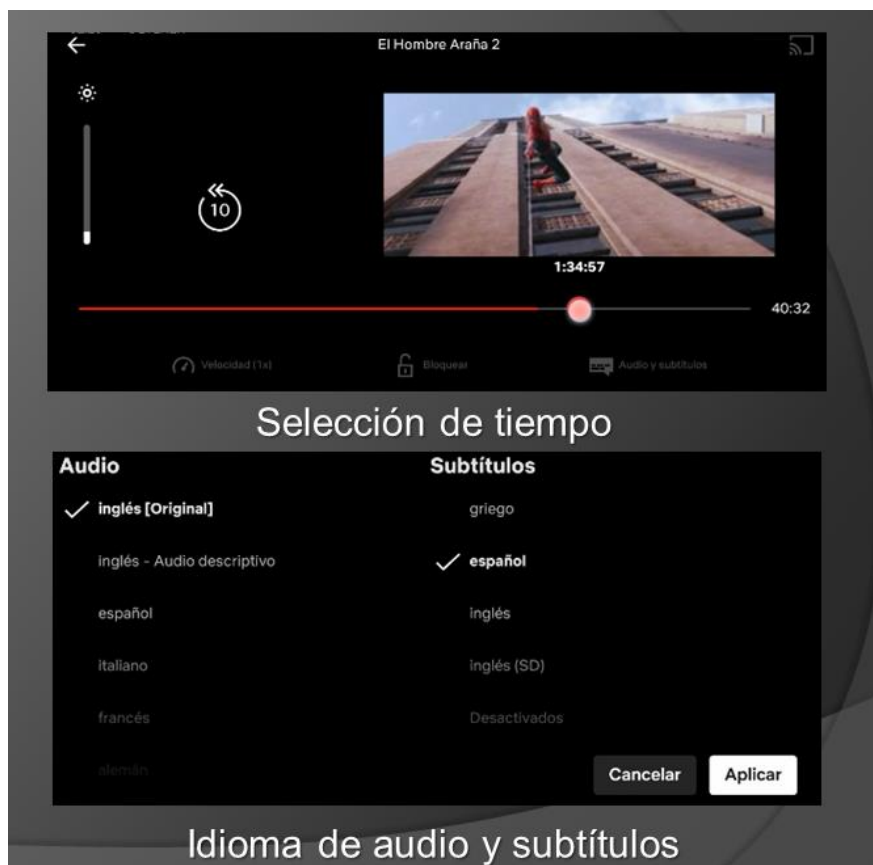 El Hombre Araña 2
10
1:34:57
40:32
Velocidad (1x)
Bloquear
Audio y subtítulos
Selección de tiempo
Audio
Subtítulos
inglés [Original]
griego
inglés - Audio descriptivo
español
español
inglés
italiano
inglés (SD)
francés
Desactivados
alemán
Cancelar
Aplicar
Idioma de audio y subtítulos